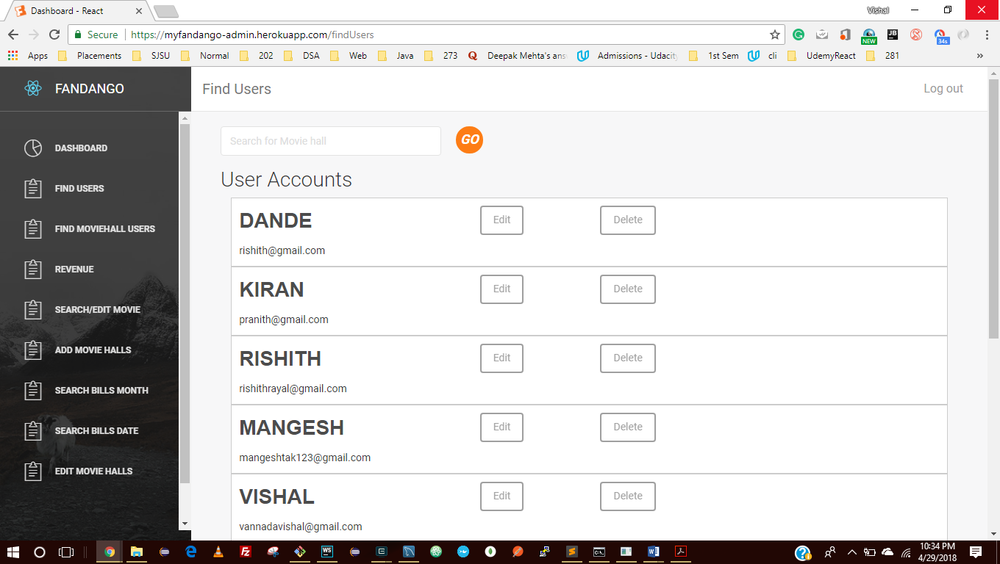 Dashboard - React
Vishal
Secure https://myfandango-admin.herokuapp.com/findUsers
NEW
JB
34s
Apps Placements SJSU Normal 202 DSA Web Java 273 Deepak Mehta's ans Admissions - Udacity 1st Sem cli UdemyReact 281
FANDANGO
Find Users
Log out
Search for Movie hall
GO
DASHBOARD
FIND USERS
FIND MOVIEHALL USERS
REVENUE
SEARCH/EDIT MOVIE
ADD MOVIE HALLS
SEARCH BILLS MONTH
SEARCH BILLS DATE
EDIT MOVIE HALLS
User Accounts
DANDE
Edit
Delete
rishith@gmail.com
KIRAN
Edit
Delete
pranith@gmail.com
RISHITH
Edit
Delete
rishithrayal@gmail.com
MANGESH
Edit
Delete
mangeshtak123@gmail.com
VISHAL
Edit
Delete
vannadavishal@gmail.com
WS
10:34 PM
4/29/2018